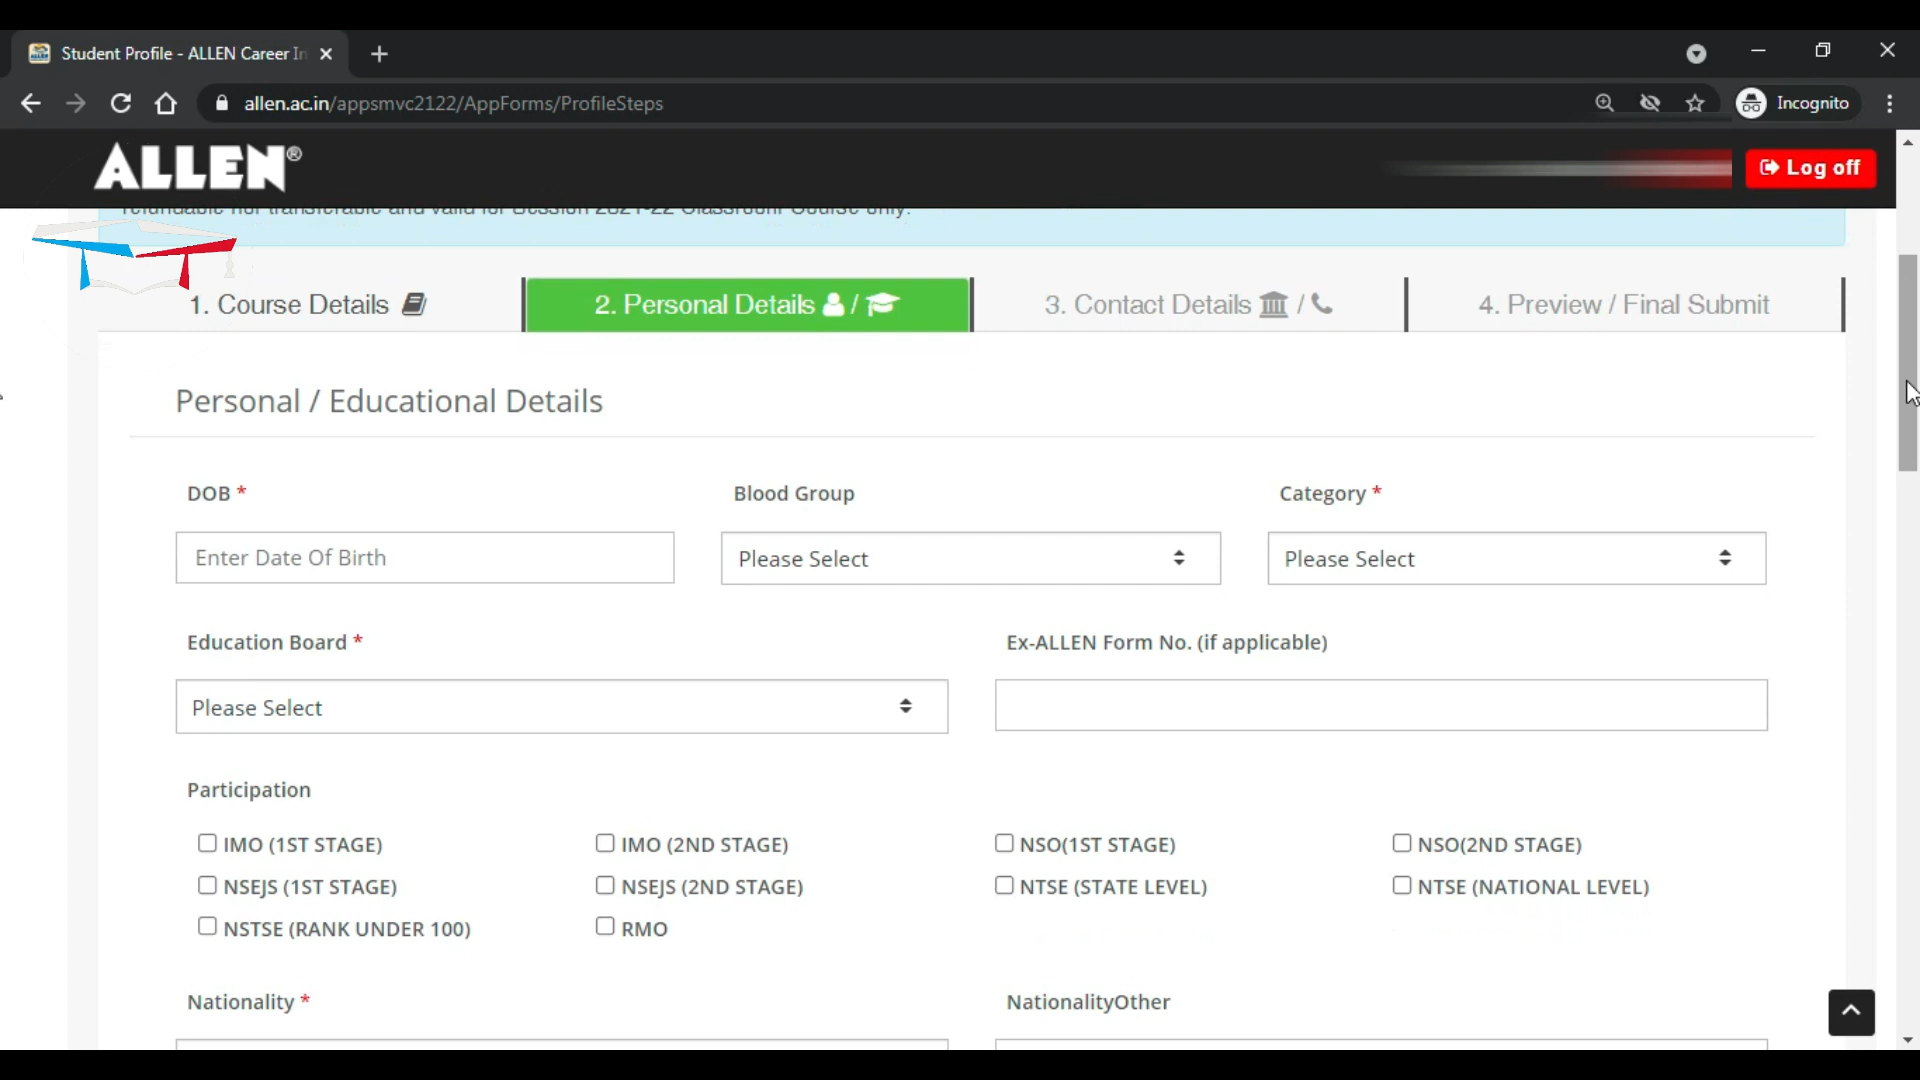 Student Profile - ALLEN Career In
allen.ac.in/appsmvc2122/AppForms/ProfileSteps
Incognito
ALLEN®
Log off
refundable nor transferable and valid for Session 2021-22 Classroom Course only.
1. Course Details
2. Personal Details /
3. Contact Details /
4. Preview / Final Submit
Personal / Educational Details
DOB *
Blood Group
Category *
Enter Date Of Birth
Please Select
Please Select
Education Board *
Ex-ALLEN Form No. (if applicable)
Please Select
Participation
IMO (1ST STAGE)
IMO (2ND STAGE)
NSO(1ST STAGE)
NSO(2ND STAGE)
NSEJS (1ST STAGE)
NSEJS (2ND STAGE)
NTSE (STATE LEVEL)
NTSE (NATIONAL LEVEL)
NSTSE (RANK UNDER 100)
RMO
Nationality *
NationalityOther